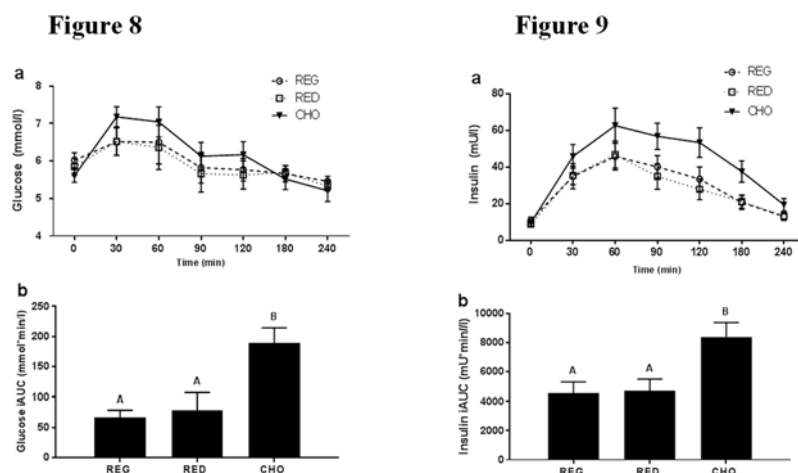 Figure 8
a
REG
RED
CHO
Glucose (mmol/l)
8
7
6
5
4
0 30 60 90 120 180 240
Time (min)
b
Glucose iAUC (mmol*min/l)
250
200
150
100
50
0
A
A
B
REG RED CHO
Figure 9
a
REG
RED
CHO
Insulin (mU/l)
80
60
40
20
0
0 30 60 90 120 180 240
Time (min)
b
Insulin iAUC (mU*min/l)
10000
8000
6000
4000
2000
0
A
A
B
REG RED CHO